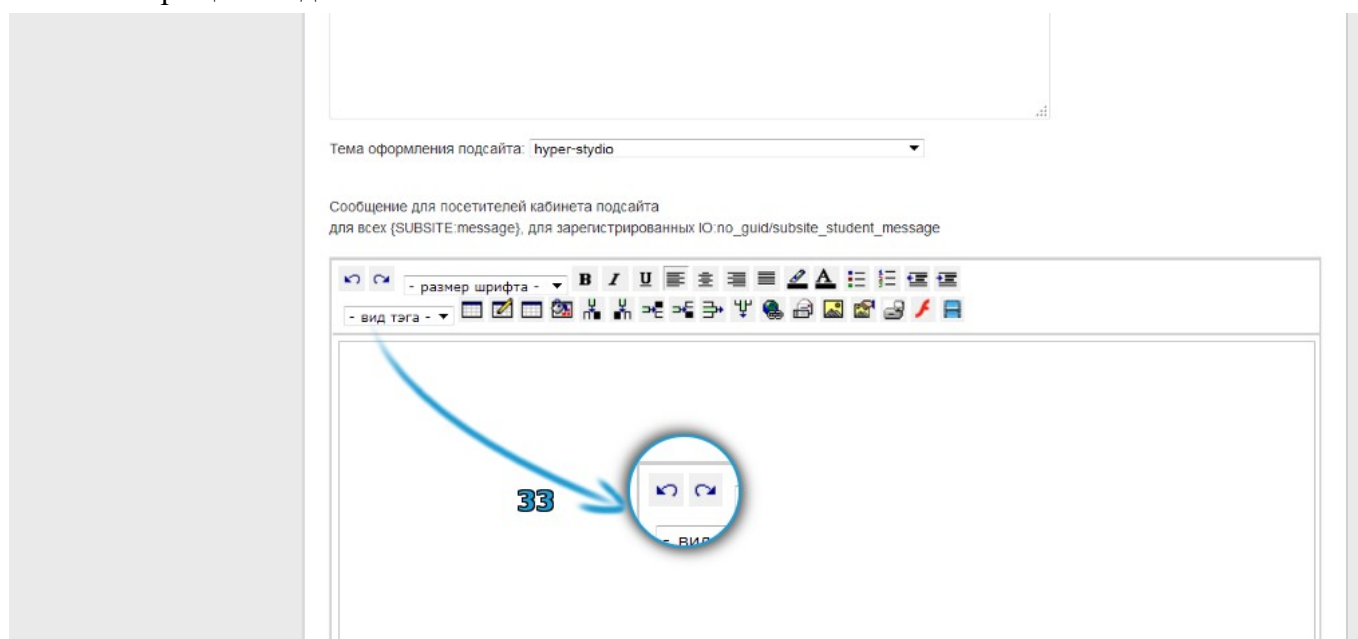 Тема оформления подсайта: hyper-stydio
Сообщение для посетителей кабинета подсайта
для всех {SUBSITE:message}, для зарегистрированных IO:no_guid/subsite_student_message
- размер шрифта - B I U A
- вид тэга -
33
- вид